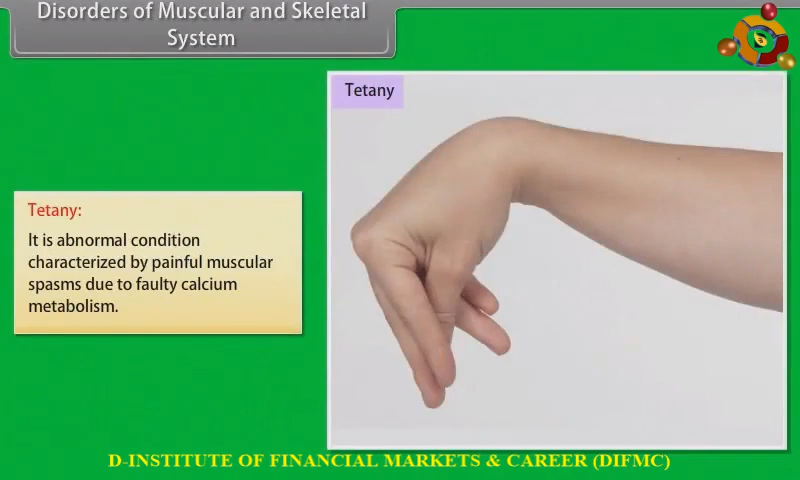 Disorders of Muscular and Skeletal
System
Tetany
Tetany:
It is abnormal condition
characterized by painful muscular
spasms due to faulty calcium
metabolism.
D-INSTITUTE OF FINANCIAL MARKETS & CAREER (DIFMC)